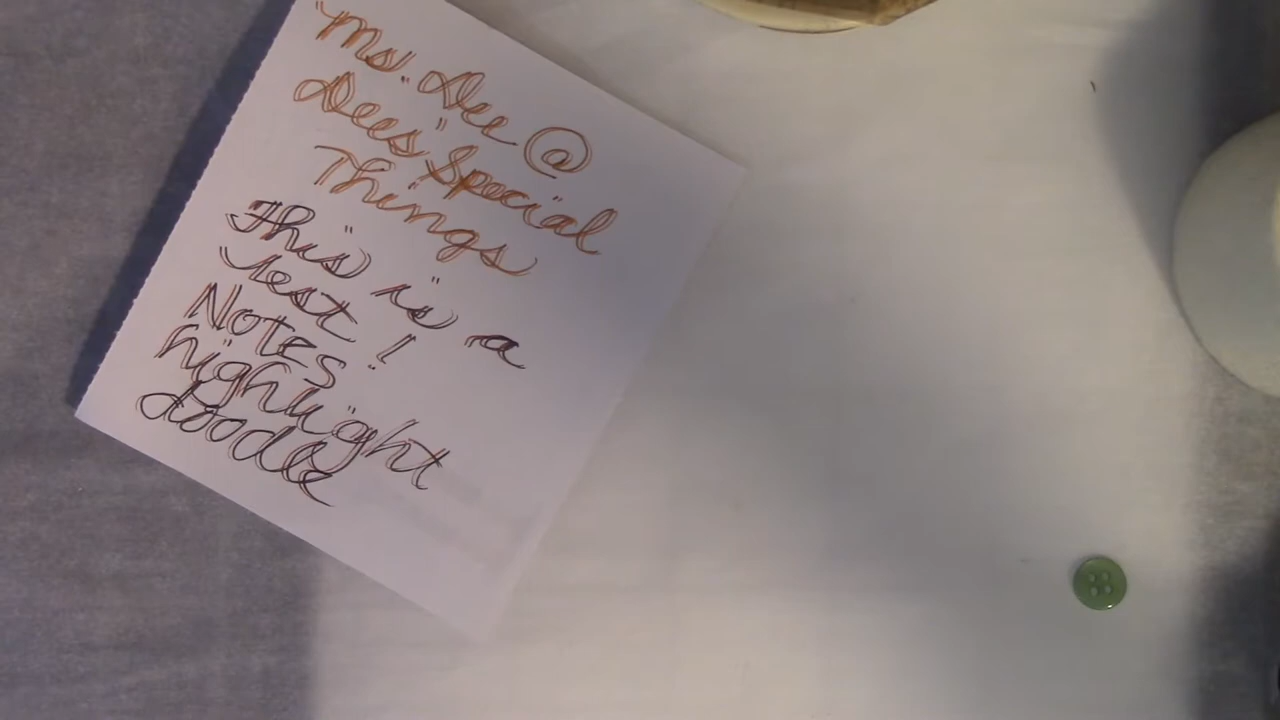 Ms. Dee @
Dees' Special
Things
This is a
test !
Notes
highlight
doodle